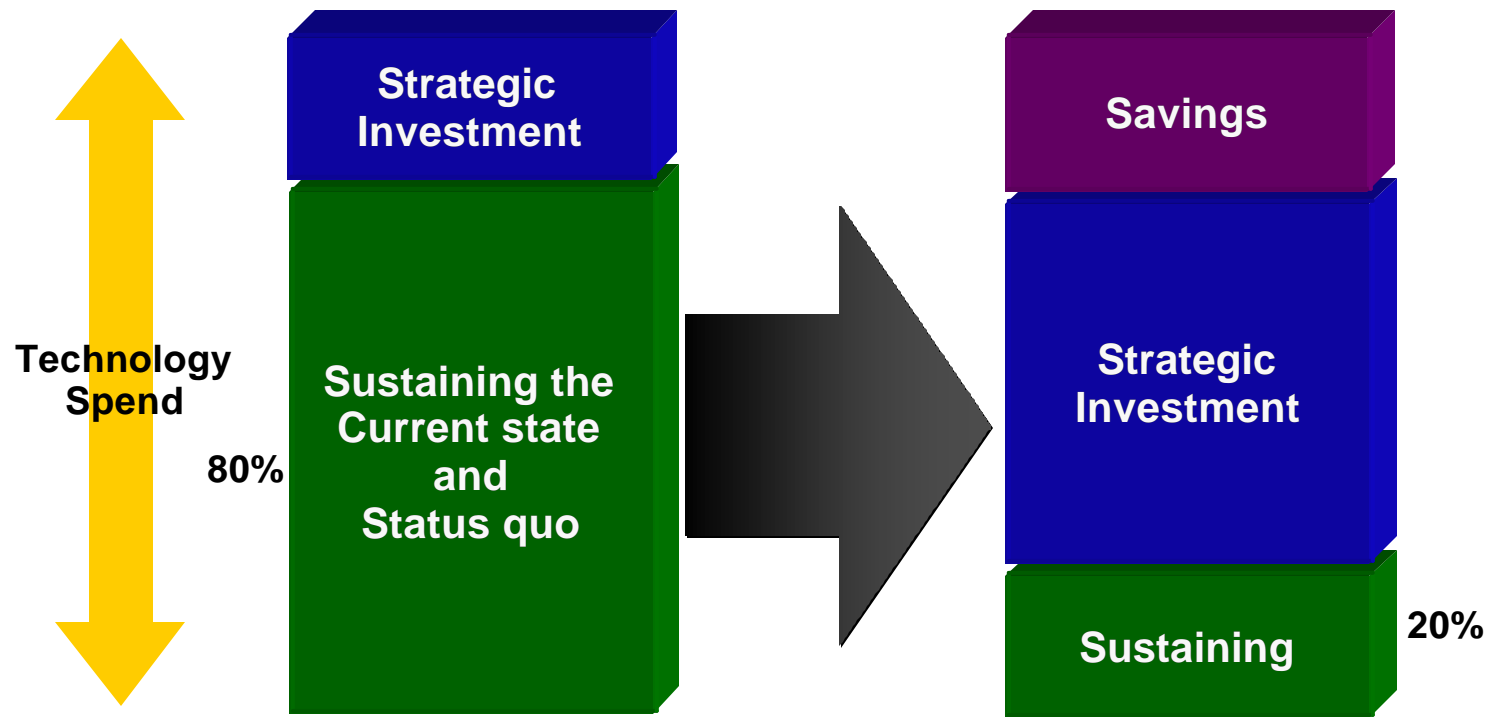 Technology
Spend
80%
Strategic
Investment
Sustaining the
Current state
and
Status quo
Savings
Strategic
Investment
Sustaining
20%